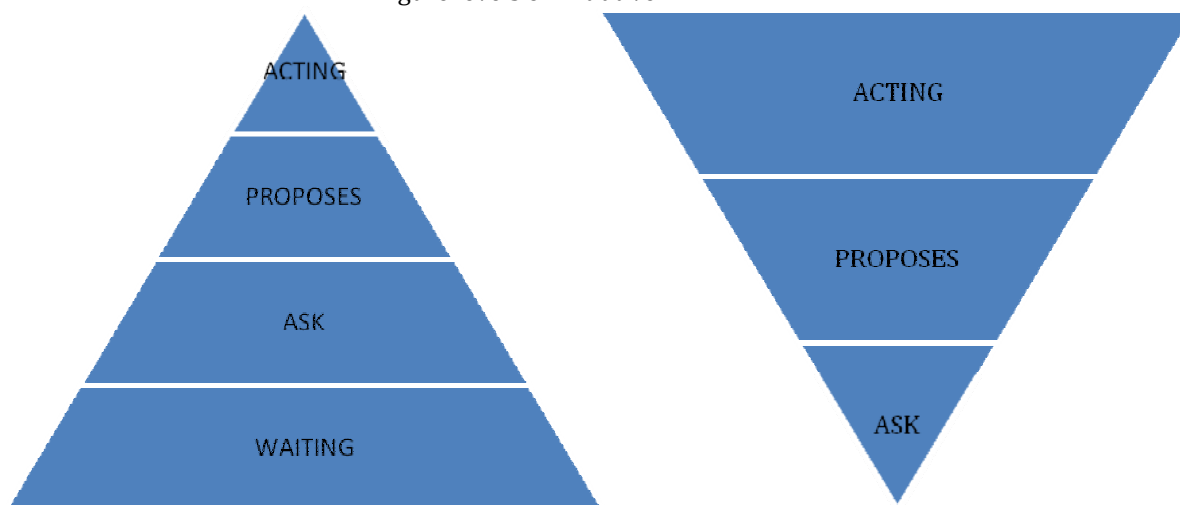 ACTING
PROPOSES
ASK
WAITING
ACTING
PROPOSES
ASK